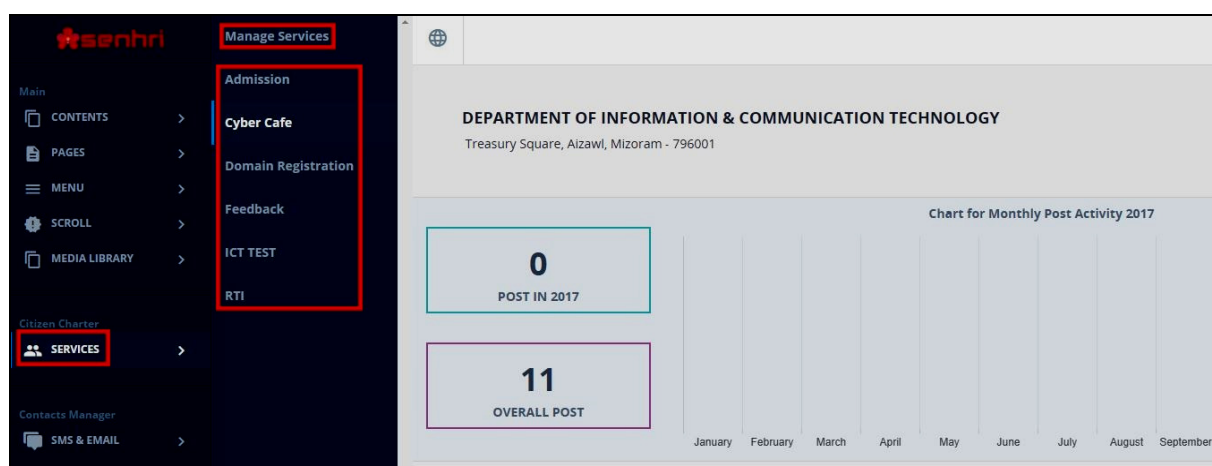 senhri
Main
CONTENTS
PAGES
MENU
SCROLL
MEDIA LIBRARY
Citizen Charter
SERVICES
Contacts Manager
SMS & EMAIL
Manage Services
Admission
Cyber Cafe
Domain Registration
Feedback
ICT TEST
RTI
DEPARTMENT OF INFORMATION & COMMUNICATION TECHNOLOGY
Treasury Square, Aizawl, Mizoram - 796001
0
POST IN 2017
11
OVERALL POST
Chart for Monthly Post Activity 2017
January February March April May June July August September